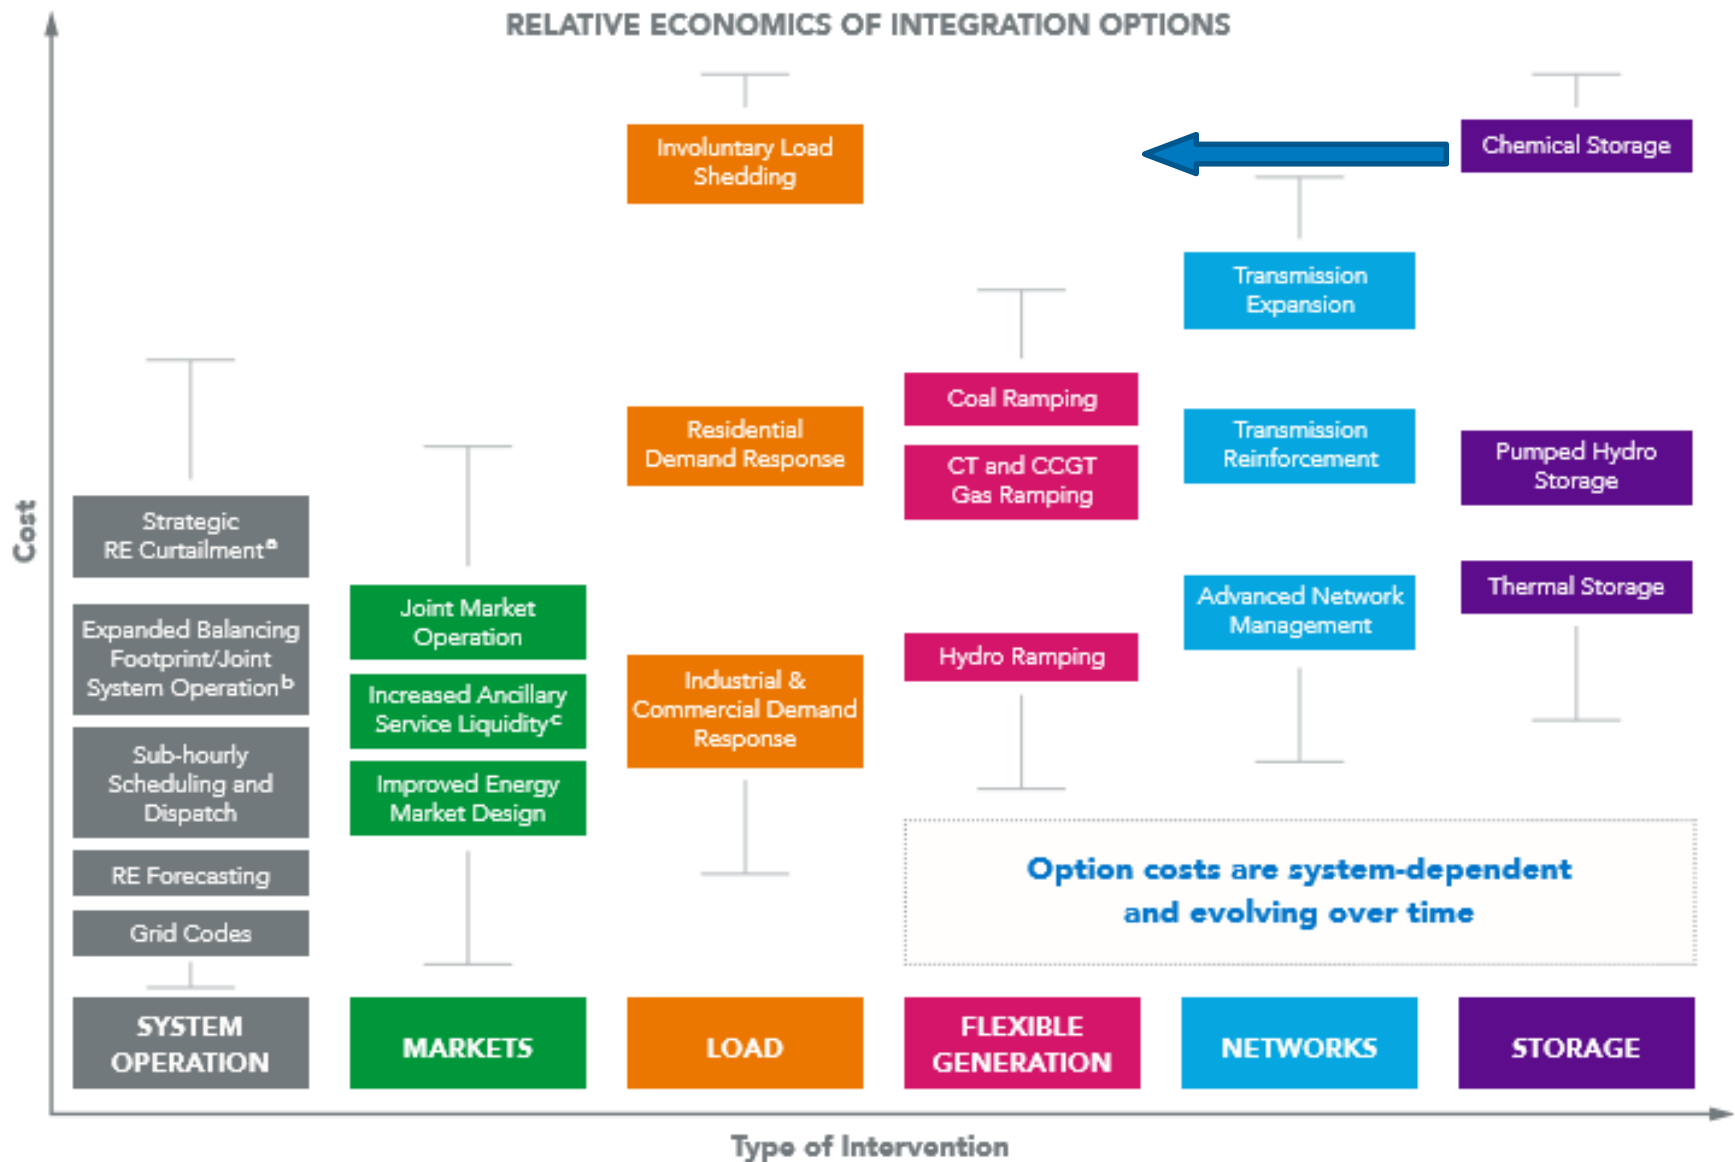 RELATIVE ECONOMICS OF INTEGRATION OPTIONS
Cost
Strategic
RE Curtailmentᵃ
Expanded Balancing
Footprint/Joint
System Operationᵇ
Sub-hourly
Scheduling and
Dispatch
RE Forecasting
Grid Codes
SYSTEM
OPERATION
Joint Market
Operation
Increased Ancillary
Service Liquidityᶜ
Improved Energy
Market Design
MARKETS
Involuntary Load
Shedding
Residential
Demand Response
Industrial &
Commercial Demand
Response
LOAD
Coal Ramping
CT and CCGT
Gas Ramping
Hydro Ramping
FLEXIBLE
GENERATION
Transmission
Expansion
Transmission
Reinforcement
Advanced Network
Management
NETWORKS
Chemical Storage
Pumped Hydro
Storage
Thermal Storage
STORAGE
Option costs are system-dependent
and evolving over time
Type of Intervention